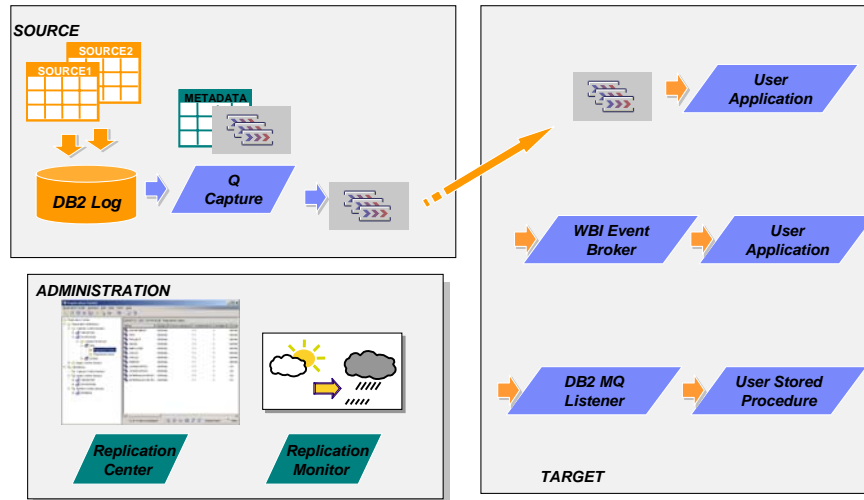 SOURCE
SOURCE2
SOURCE1
METADATA
DB2 Log
Q
Capture
User
Application
WBI Event
Broker
User
Application
DB2 MQ
Listener
User Stored
Procedure
TARGET
ADMINISTRATION
Replication
Center
Replication
Monitor